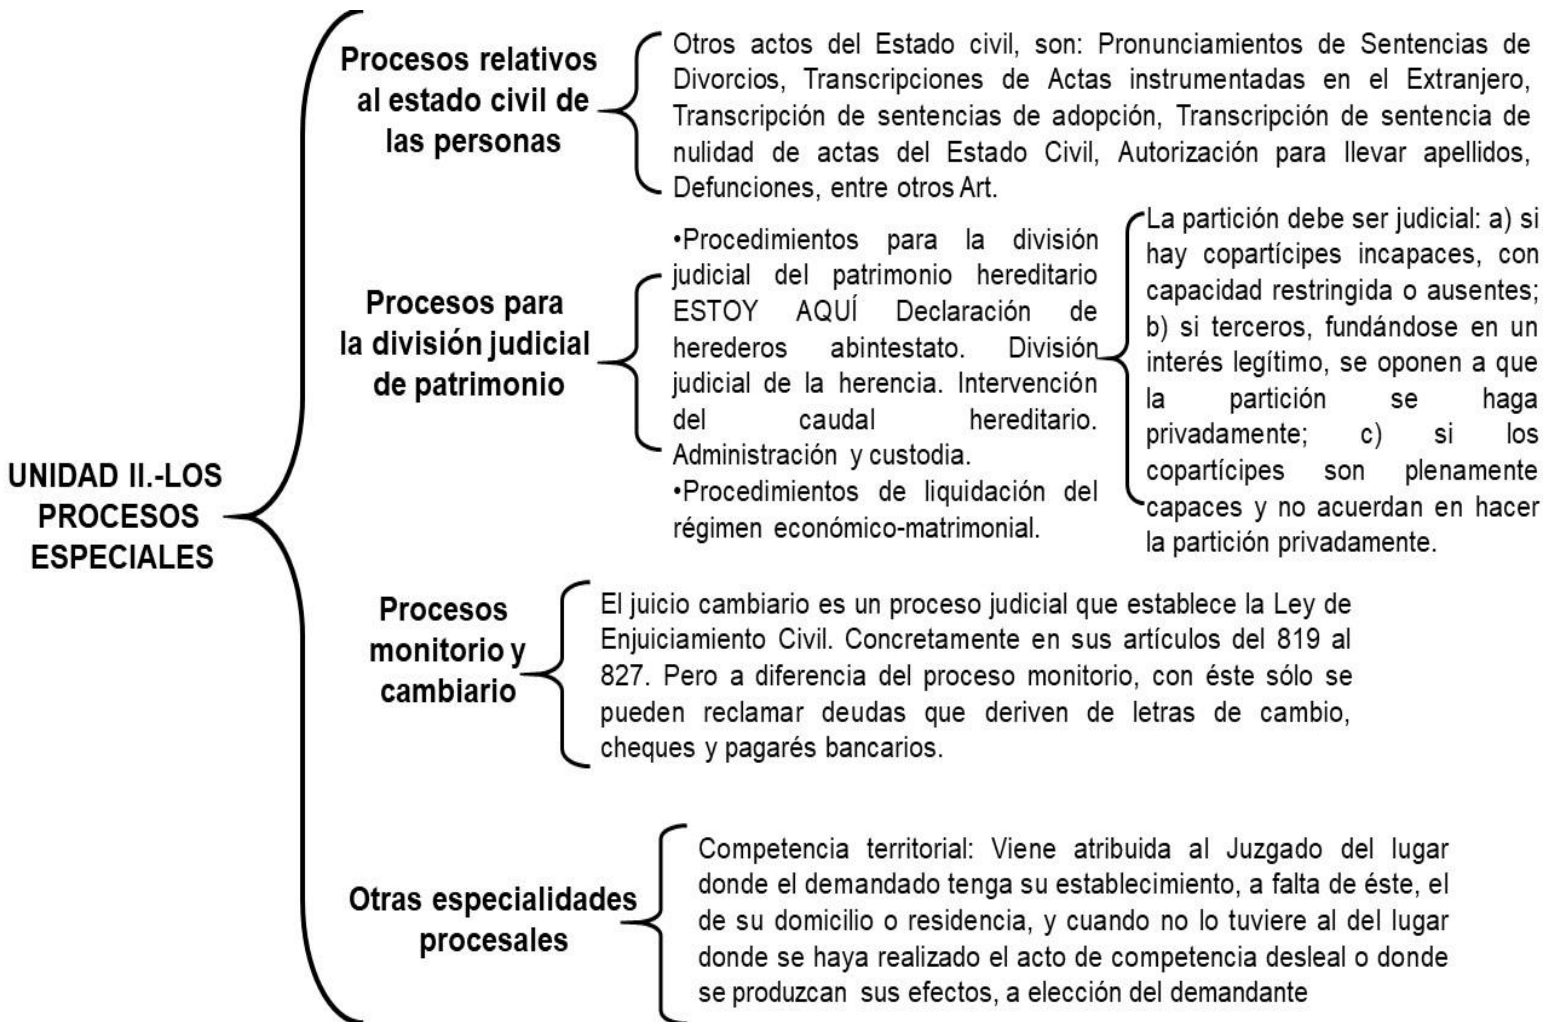 UNIDAD II.-LOS
PROCESOS
ESPECIALES
Procesos relativos
al estado civil de
las personas
Otros actos del Estado civil, son: Pronunciamientos de Sentencias de
Divorcios, Transcripciones de Actas instrumentadas en el Extranjero,
Transcripción de sentencias de adopción, Transcripción de sentencia de
nulidad de actas del Estado Civil, Autorización para llevar apellidos,
Defunciones, entre otros Art.
Procesos para
la división judicial
de patrimonio
•Procedimientos para la división
judicial del patrimonio hereditario
ESTOY AQUÍ Declaración de
herederos abintestato. División
judicial de la herencia. Intervención
del caudal hereditario.
Administración y custodia.
•Procedimientos de liquidación del
régimen económico-matrimonial.
La partición debe ser judicial: a) si
hay copartícipes incapaces, con
capacidad restringida o ausentes;
b) si terceros, fundándose en un
interés legítimo, se oponen a que
la partición se haga
privadamente; c) si los
copartícipes son plenamente
capaces y no acuerdan en hacer
la partición privadamente.
Procesos
monitorio y
cambiario
El juicio cambiario es un proceso judicial que establece la Ley de
Enjuiciamiento Civil. Concretamente en sus artículos del 819 al
827. Pero a diferencia del proceso monitorio, con éste sólo se
pueden reclamar deudas que deriven de letras de cambio,
cheques y pagarés bancarios.
Otras especialidades
procesales
Competencia territorial: Viene atribuida al Juzgado del lugar
donde el demandado tenga su establecimiento, a falta de éste, el
de su domicilio o residencia, y cuando no lo tuviere al del lugar
donde se haya realizado el acto de competencia desleal o donde
se produzcan sus efectos, a elección del demandante